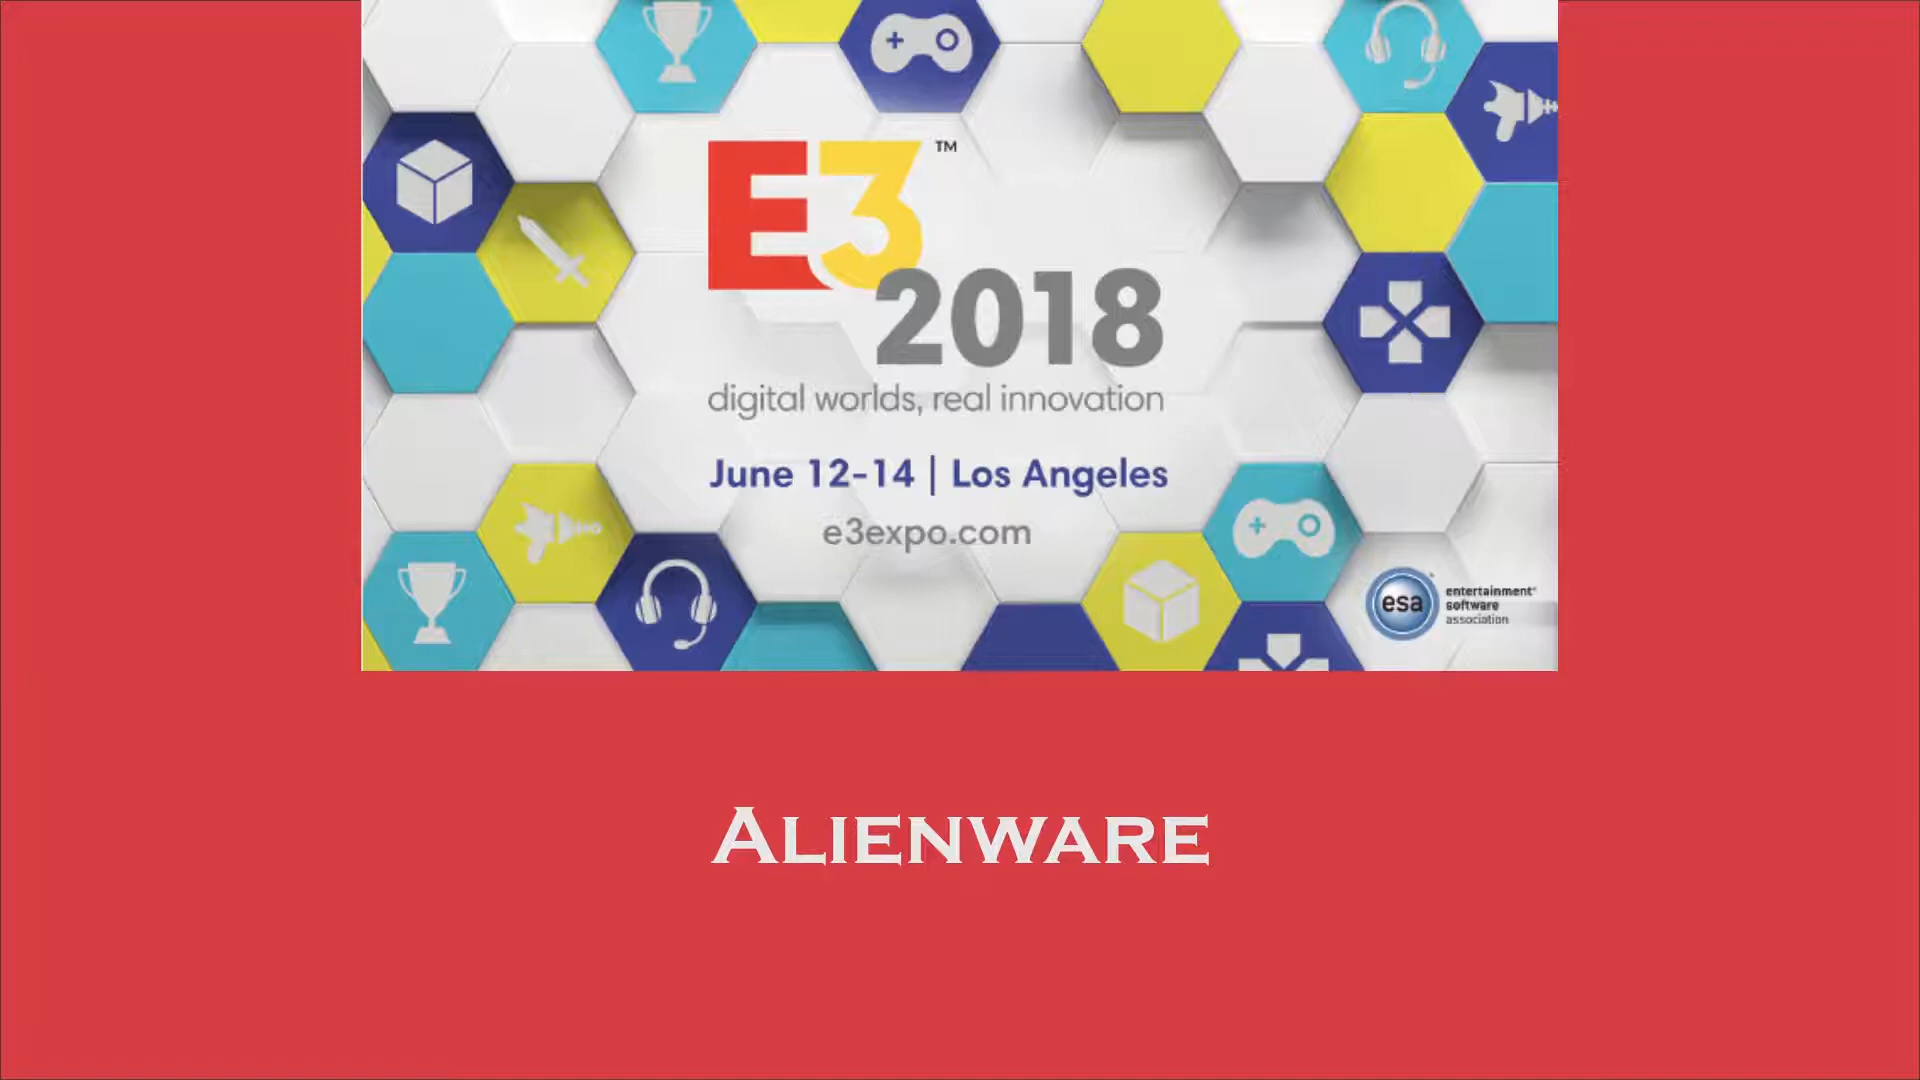 E3™
2018
digital worlds, real innovation
June 12-14 | Los Angeles
e3expo.com
esa
entertainment®
software
association
ALIENWARE